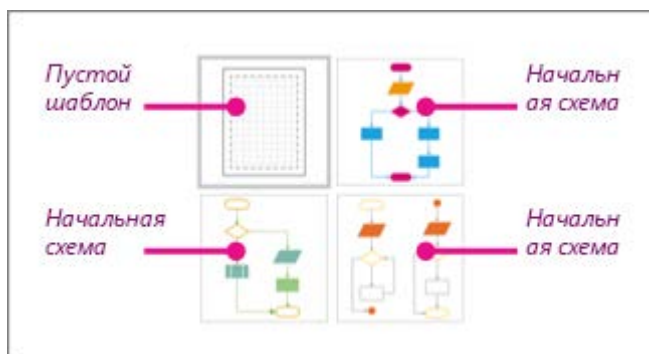 Пустой
шаблон
Начальн
ая схема
Начальная
схема
Начальн
ая схема